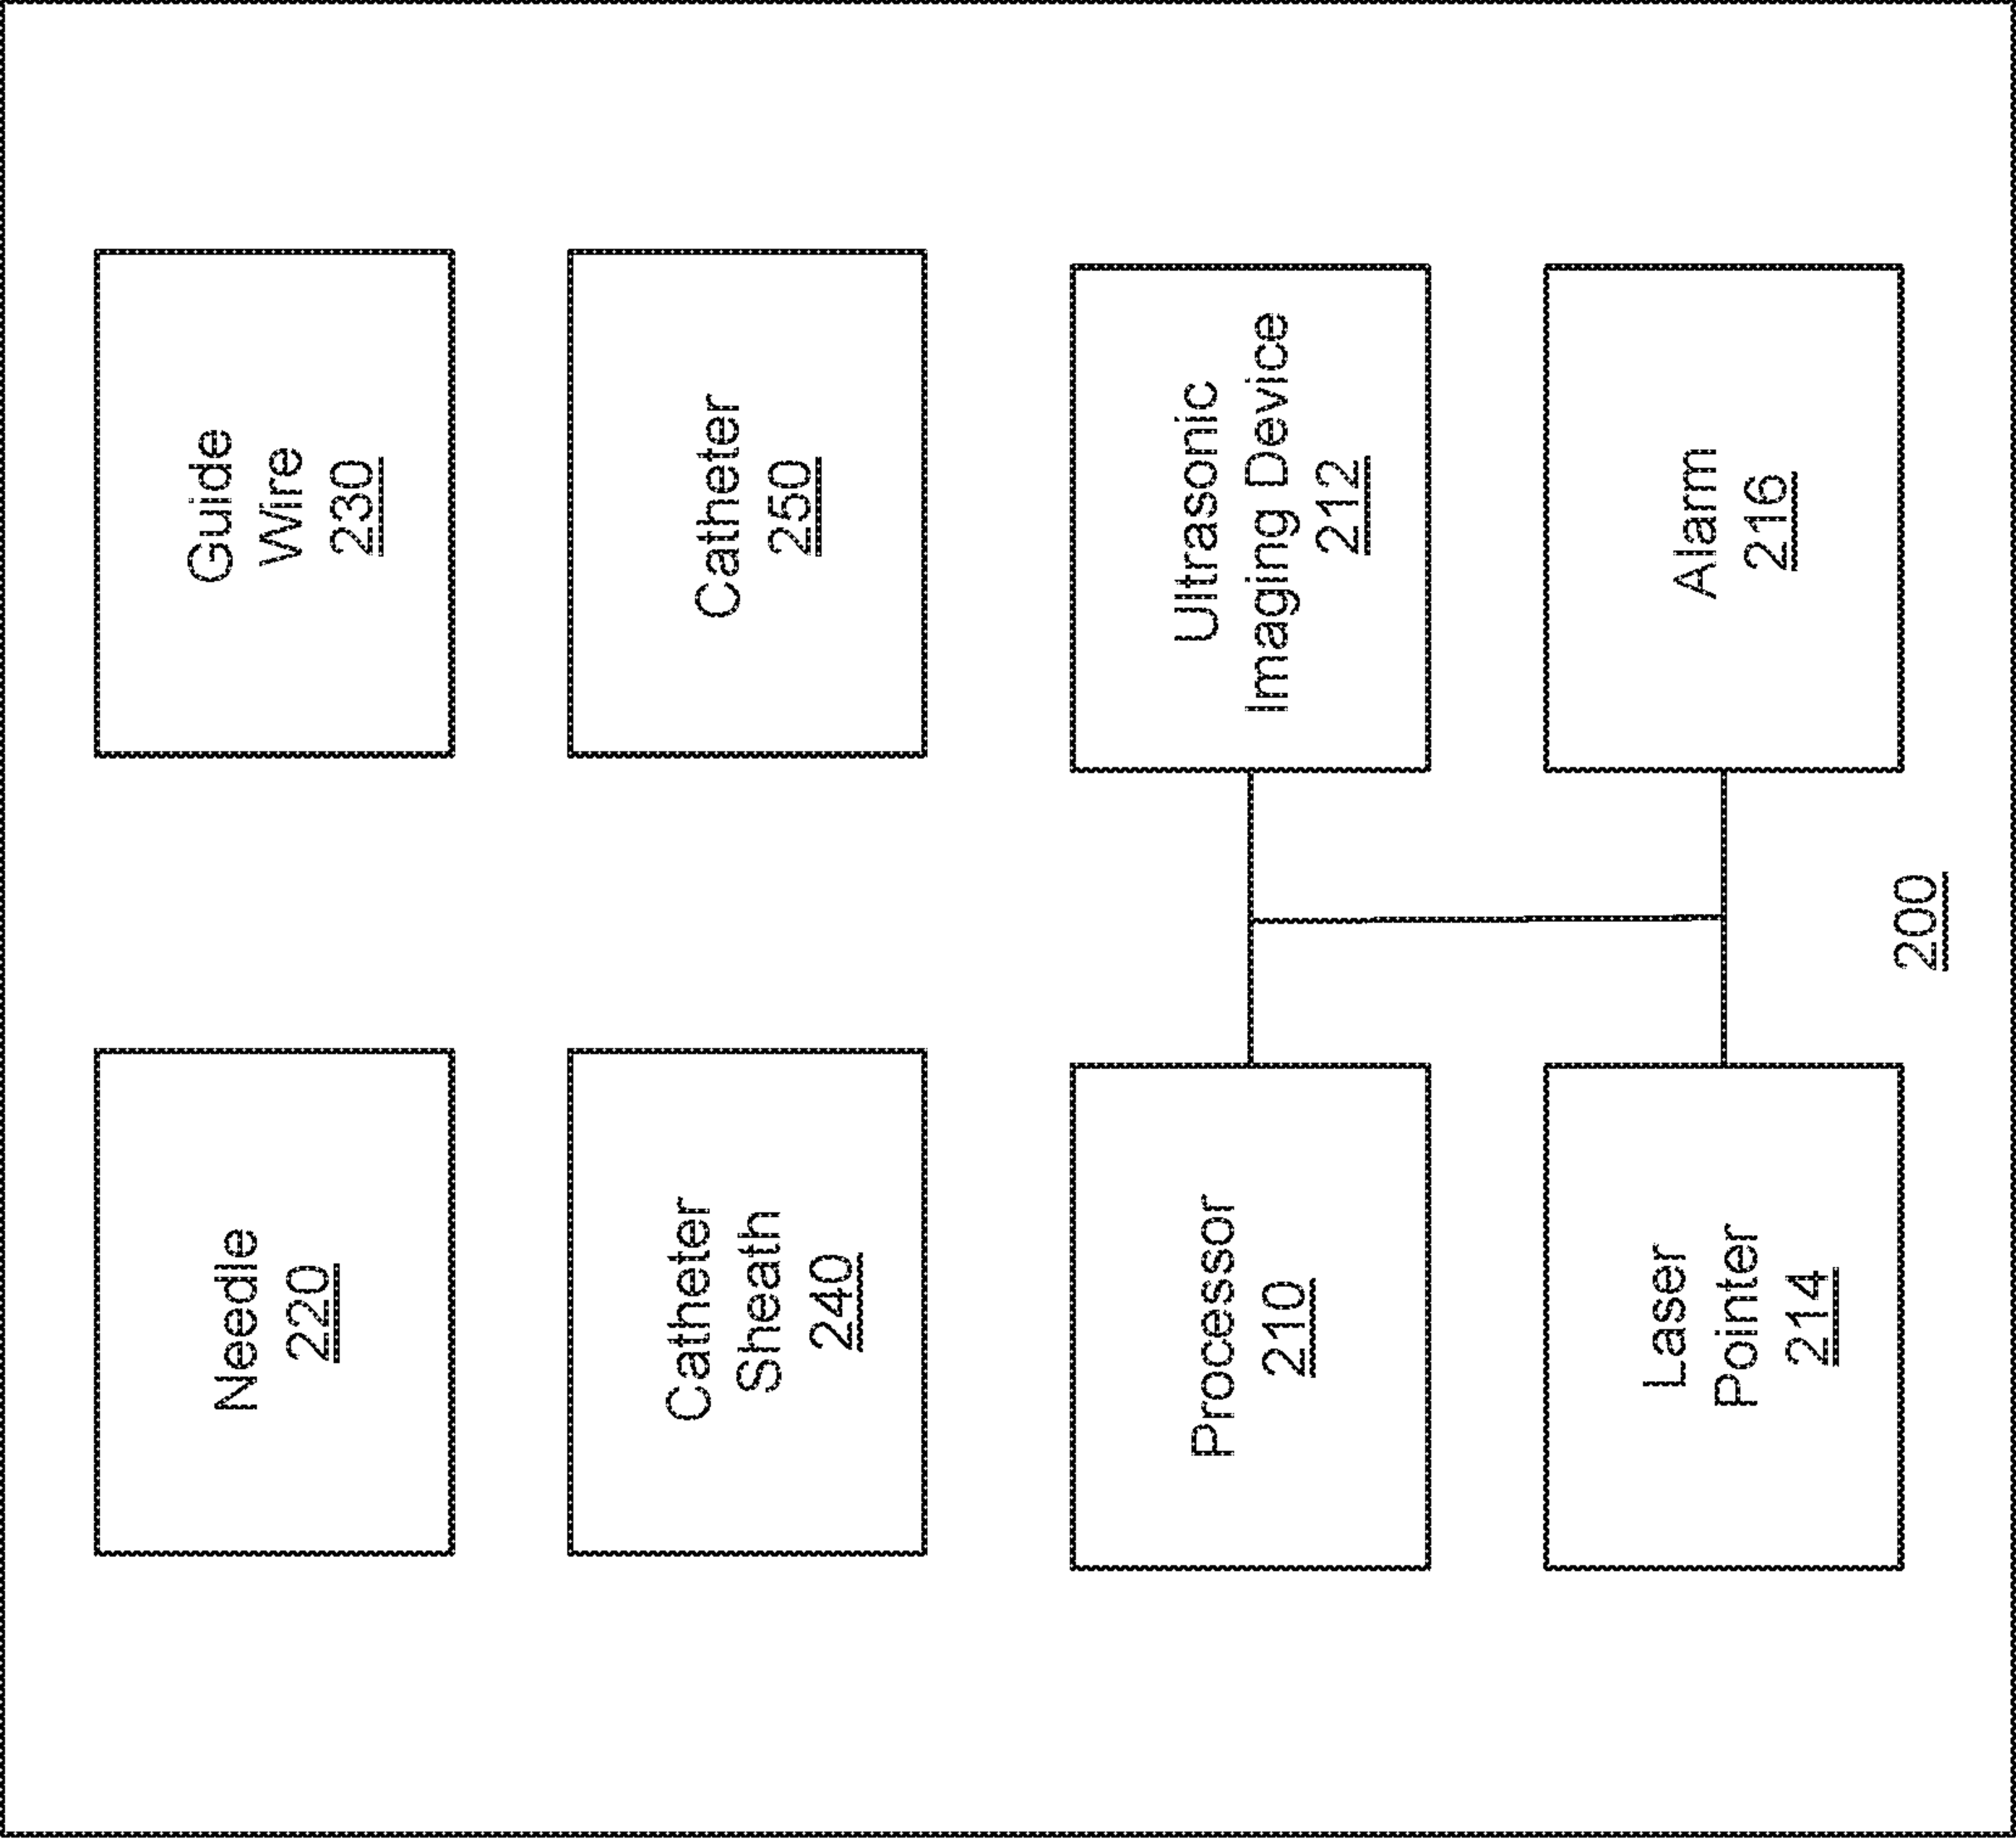 Needle
220
Guide
Wire
230
Catheter
Sheath
240
Catheter
250
Processor
210
Ultrasonic
Imaging Device
212
Laser
Pointer
214
Alarm
216
200